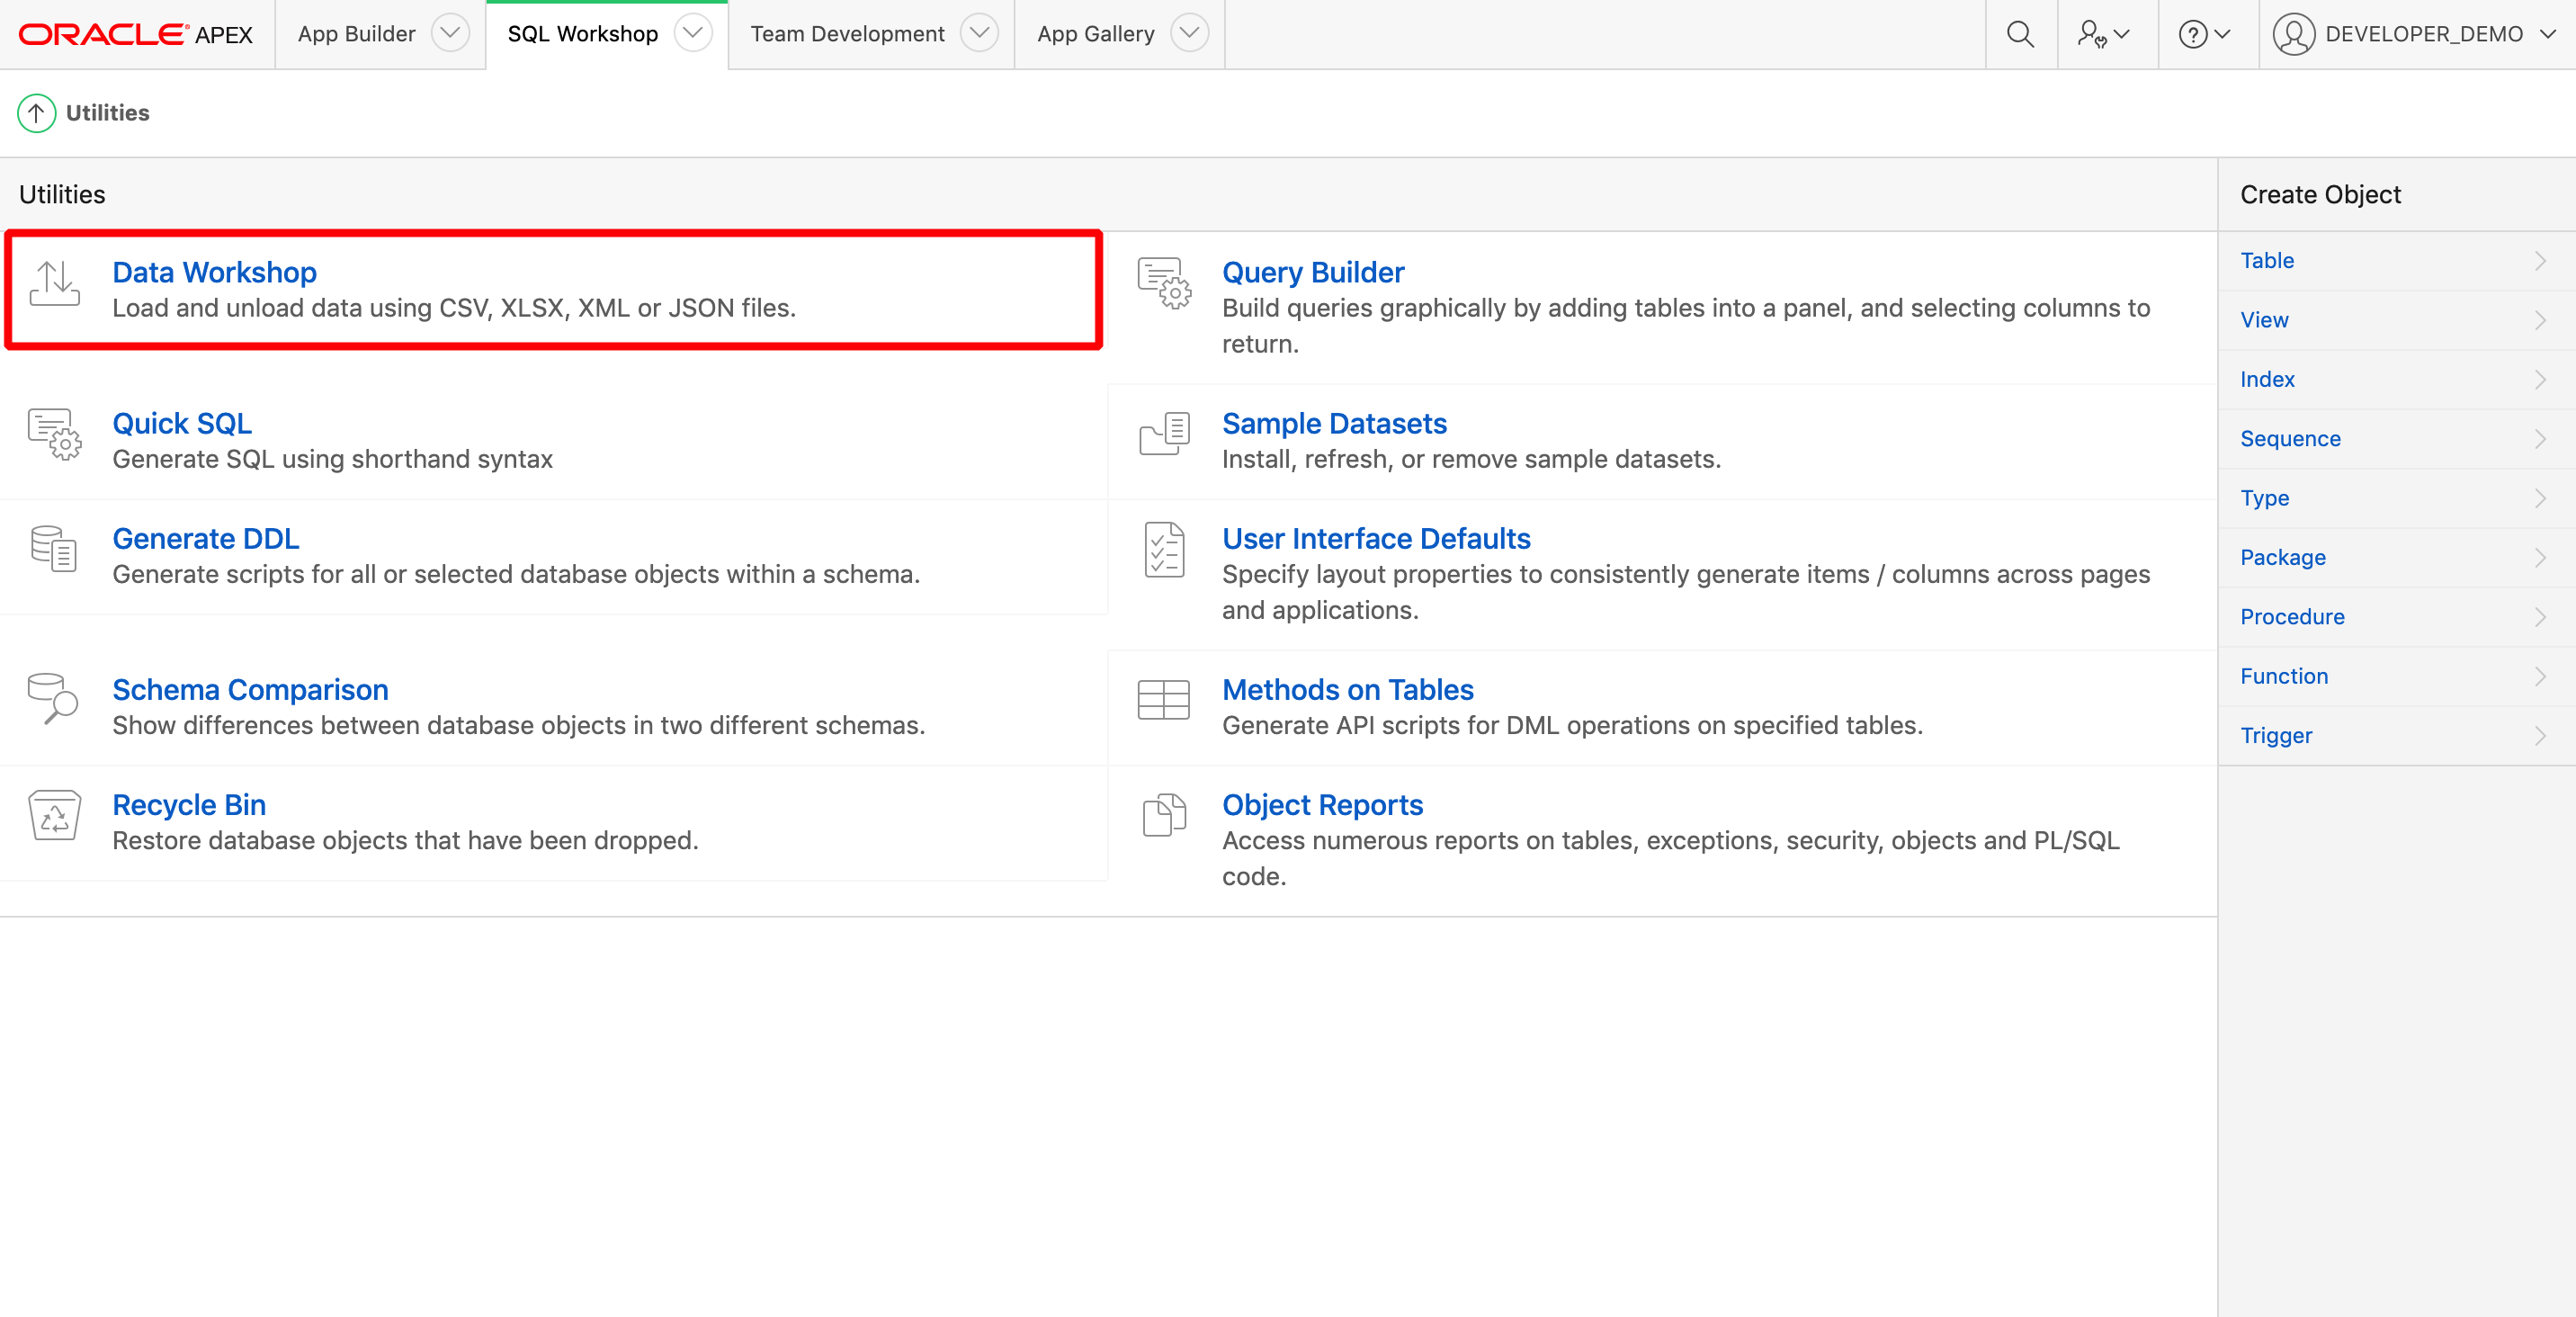 ORACLE APEX
App Builder
SQL Workshop
Team Development
App Gallery
DEVELOPER_DEMO
Utilities
Utilities
Data Workshop
Load and unload data using CSV, XLSX, XML or JSON files.
Query Builder
Build queries graphically by adding tables into a panel, and selecting columns to
return.
Quick SQL
Generate SQL using shorthand syntax
Sample Datasets
Install, refresh, or remove sample datasets.
Generate DDL
Generate scripts for all or selected database objects within a schema.
User Interface Defaults
Specify layout properties to consistently generate items / columns across pages
and applications.
Schema Comparison
Show differences between database objects in two different schemas.
Methods on Tables
Generate API scripts for DML operations on specified tables.
Recycle Bin
Restore database objects that have been dropped.
Object Reports
Access numerous reports on tables, exceptions, security, objects and PL/SQL
code.
Create Object
Table
View
Index
Sequence
Type
Package
Procedure
Function
Trigger